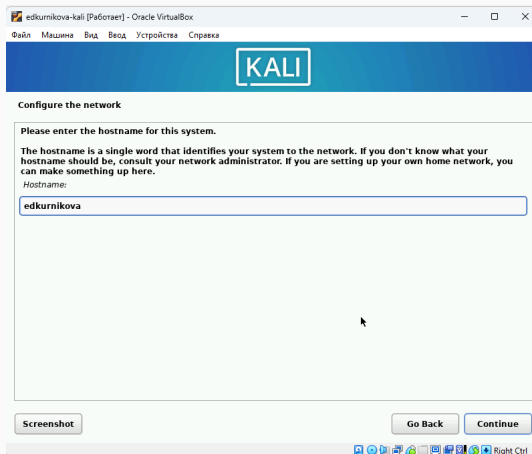 edkurnikova-kali [Работает] - Oracle VirtualBox
Файл Машина Вид Ввод Устройства Справка
KALI
Configure the network
Please enter the hostname for this system.
The hostname is a single word that identifies your system to the network. If you don't know what your
hostname should be, consult your network administrator. If you are setting up your own home network, you
can make something up here.
Hostname:
edkurnikova
Screenshot Go Back Continue
Right Ctrl